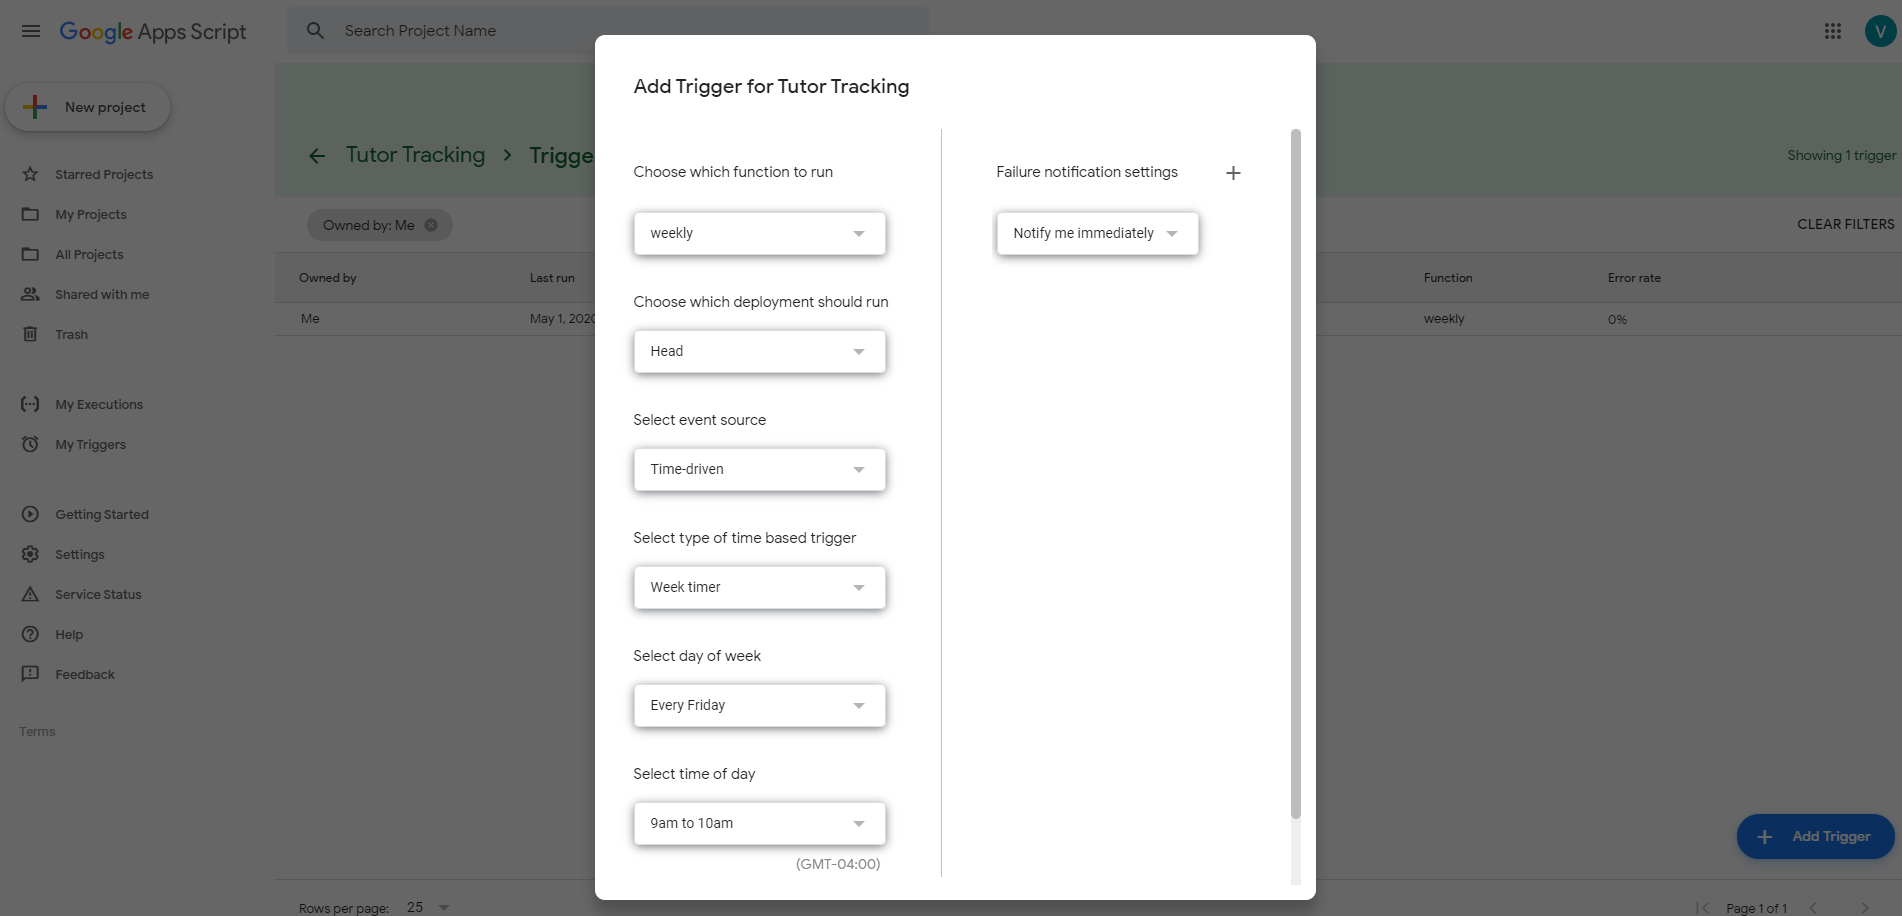 Google Apps Script
Search Project Name
V
New project
Starred Projects
My Projects
All Projects
Shared with me
Trash
My Executions
My Triggers
Getting Started
Settings
Service Status
Help
Feedback
Terms
Tutor Tracking > Trigge
Showing 1 trigger
Owned by: Me
CLEAR FILTERS
Owned by Last run Function Error rate
Me May 1, 2020 weekly 0%
Add Trigger for Tutor Tracking
Choose which function to run
weekly
Choose which deployment should run
Head
Select event source
Time-driven
Select type of time based trigger
Week timer
Select day of week
Every Friday
Select time of day
9am to 10am
(GMT-04:00)
Failure notification settings
Notify me immediately
Add Trigger
Rows per page: 25
Page 1 of 1